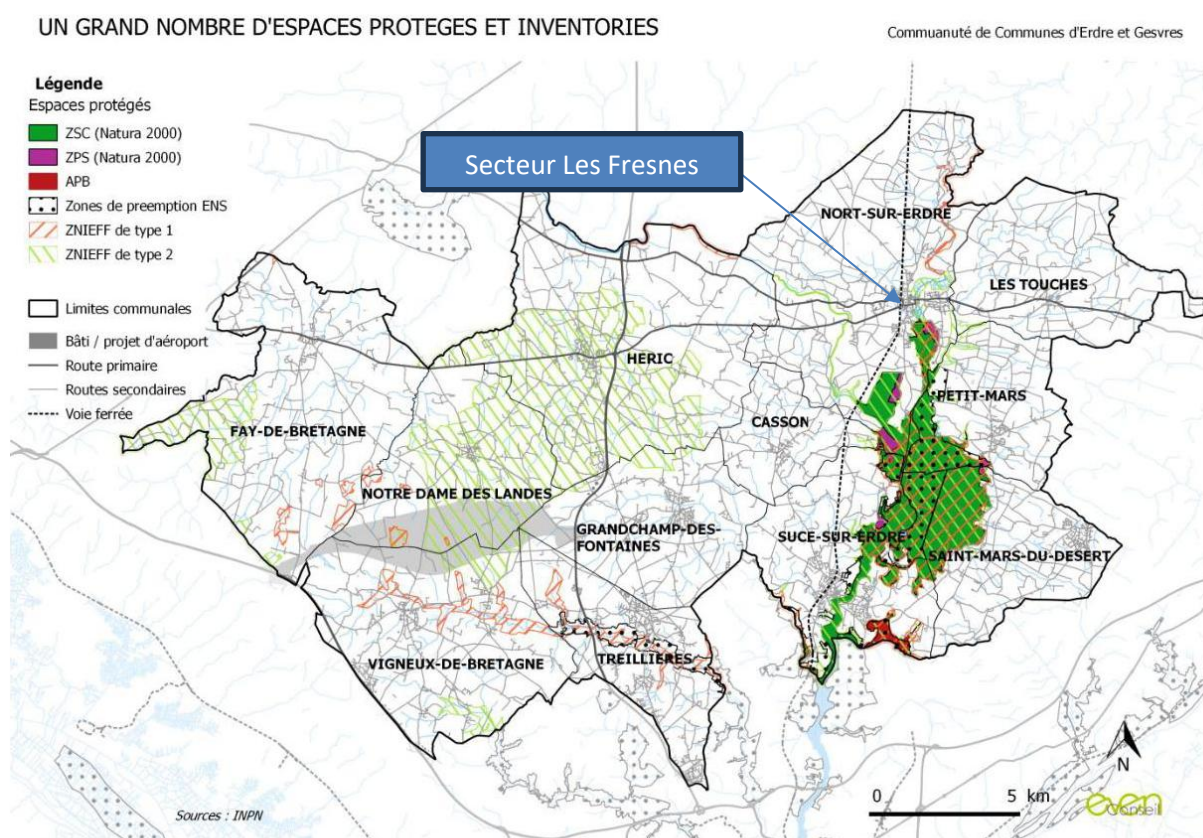 UN GRAND NOMBRE D'ESPACES PROTEGES ET INVENTORIES
Commuanuté de Communes d'Erdre et Gesvres
Légende
Espaces protégés
ZSC (Natura 2000)
ZPS (Natura 2000)
APB
Zones de preemption ENS
ZNIEFF de type 1
ZNIEFF de type 2
Limites communales
Bâti / projet d'aéroport
Route primaire
Routes secondaires
Voie ferrée
Secteur Les Fresnes
NORT-SUR-ERDRE
LES TOUCHES
HERIC
PETIT-MARS
CASSON
FAY-DE-BRETAGNE
NOTRE DAME DES LANDES
GRANDCHAMP-DES-
FONTAINES
SUCE-SUR-ERDRE
SAINT-MARS-DU-DESERT
VIGNEUX-DE-BRETAGNE
TREILLIERES
N
0 5 km
Sources : INPN
even
Conseil